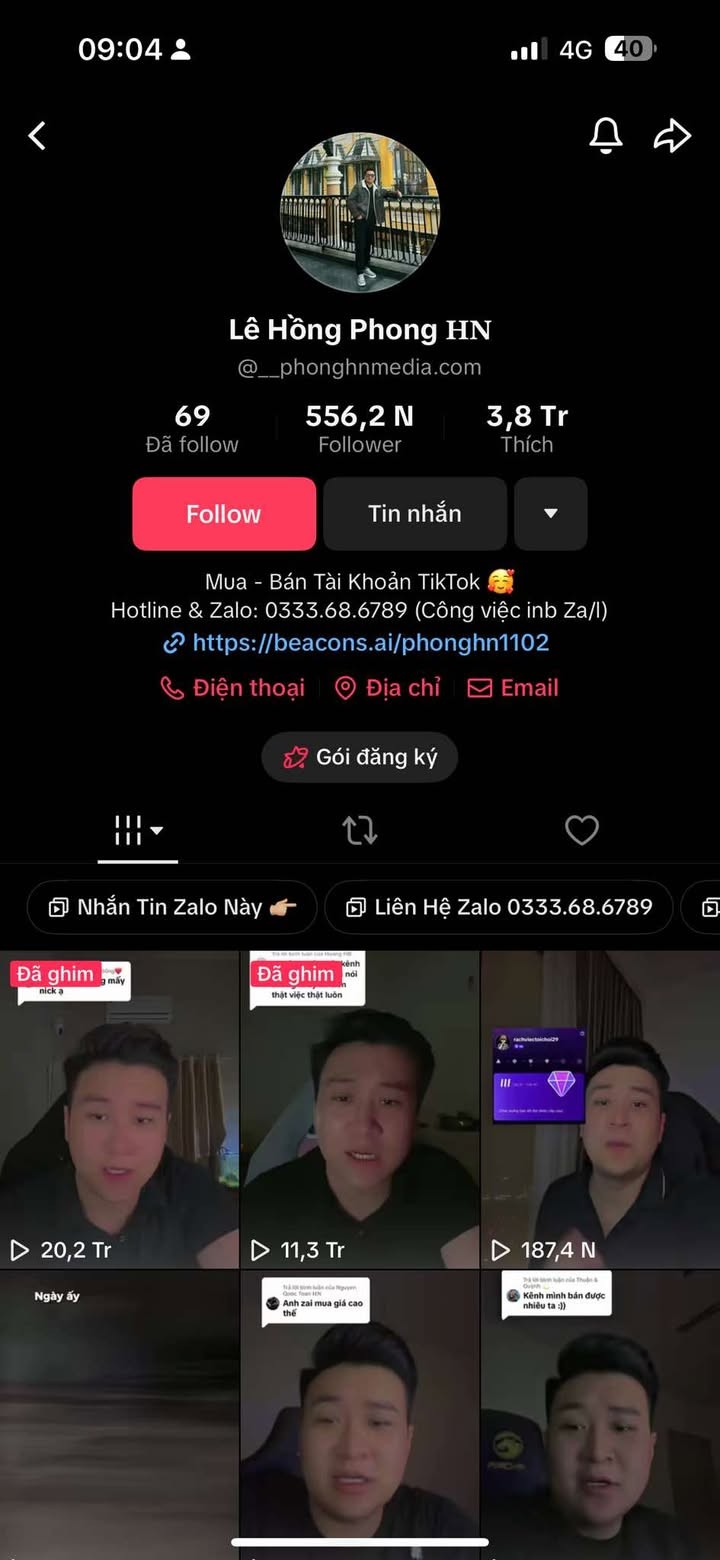 09:04
4G
40
Lê Hồng Phong HN
@__phonghnmedia.com
69
556,2 N
3,8 Tr
Đã follow
Follower
Thích
Follow
Tin nhắn
Mua - Bán Tài Khoản TikTok
Hotline & Zalo: 0333.68.6789 (Công việc inb Za/l)
https://beacons.ai/phonghn1102
Điện thoại
Địa chỉ
Email
Gói đăng ký
Nhắn Tin Zalo Này
Liên Hệ Zalo 0333.68.6789
Đã ghim
g mấy
nick ạ
20,2 Tr
Đã ghim
kênh
nói
thật việc thật luôn
11,3 Tr
rachviectoichoi29
187,4 N
Ngày ấy
Trả lời bình luận của Nguyen
Quoc Toan HN
Anh zai mua giá cao
thế
Trả lời bình luận của Thuận &
Quỳnh
Kênh mình bán được
nhiêu ta :))